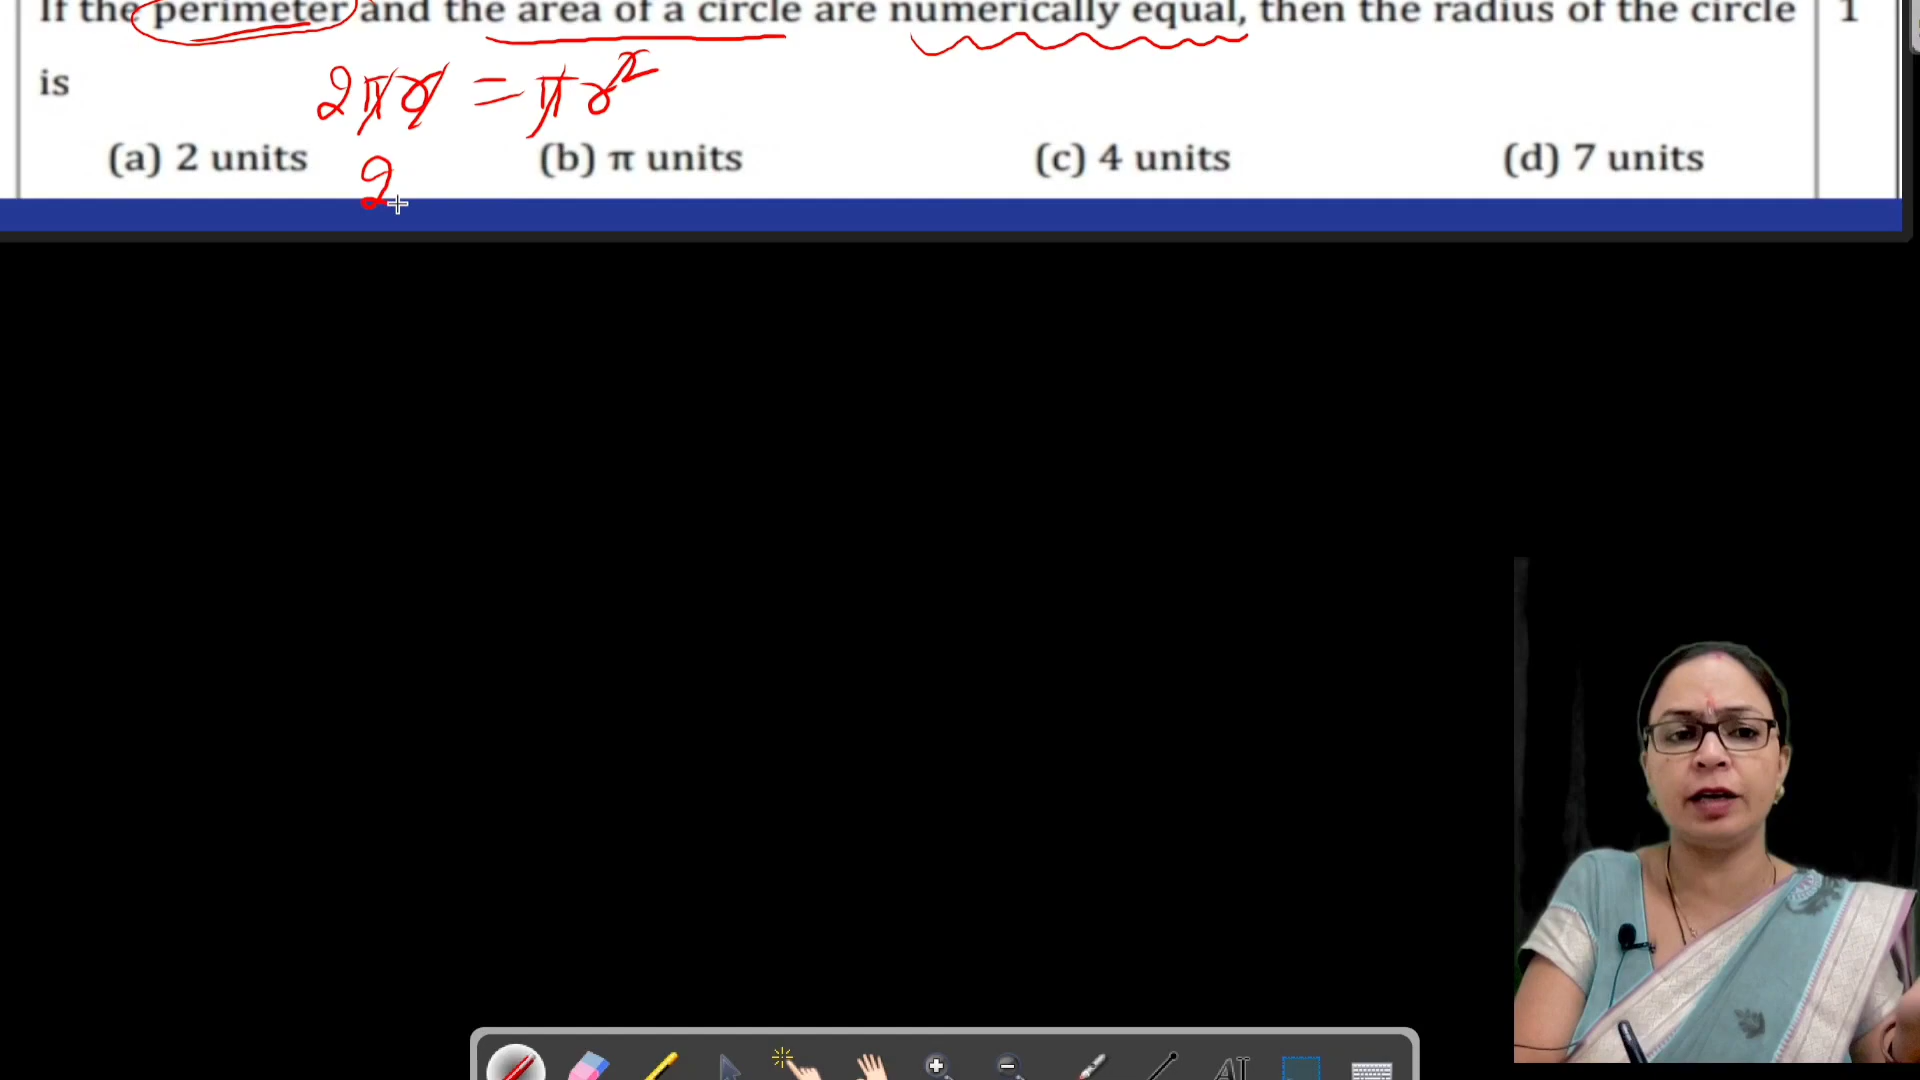 If the perimeter and the area of a circle are numerically equal, then the radius of the circle 1
is
2πr = πr²
(a) 2 units (b) π units (c) 4 units (d) 7 units
2
AI